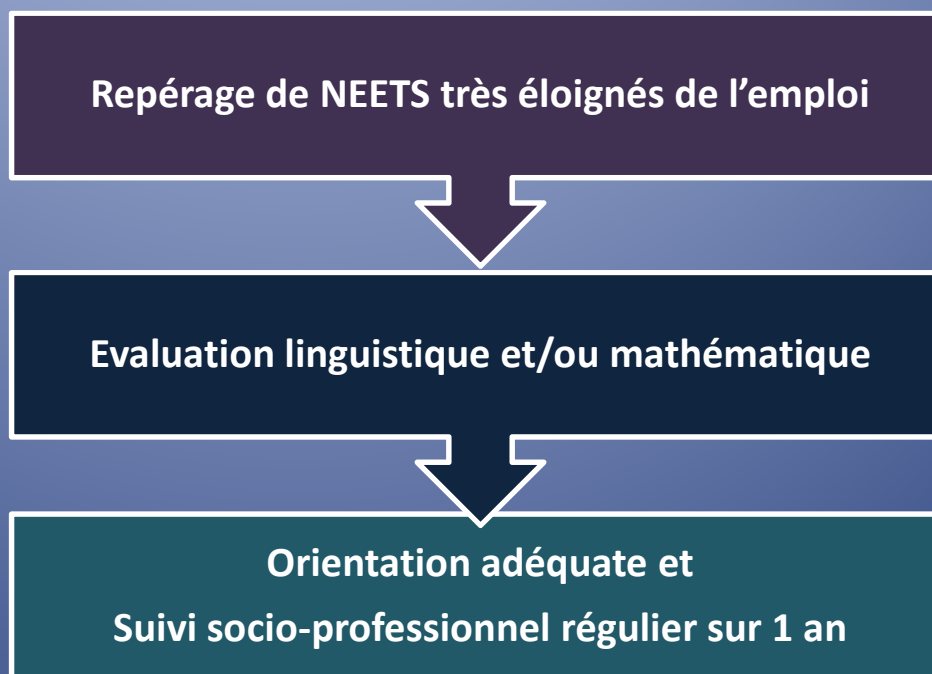 Repérage de NEETS très éloignés de l’emploi
Evaluation linguistique et/ou mathématique
Orientation adéquate et
Suivi socio-professionnel régulier sur 1 an